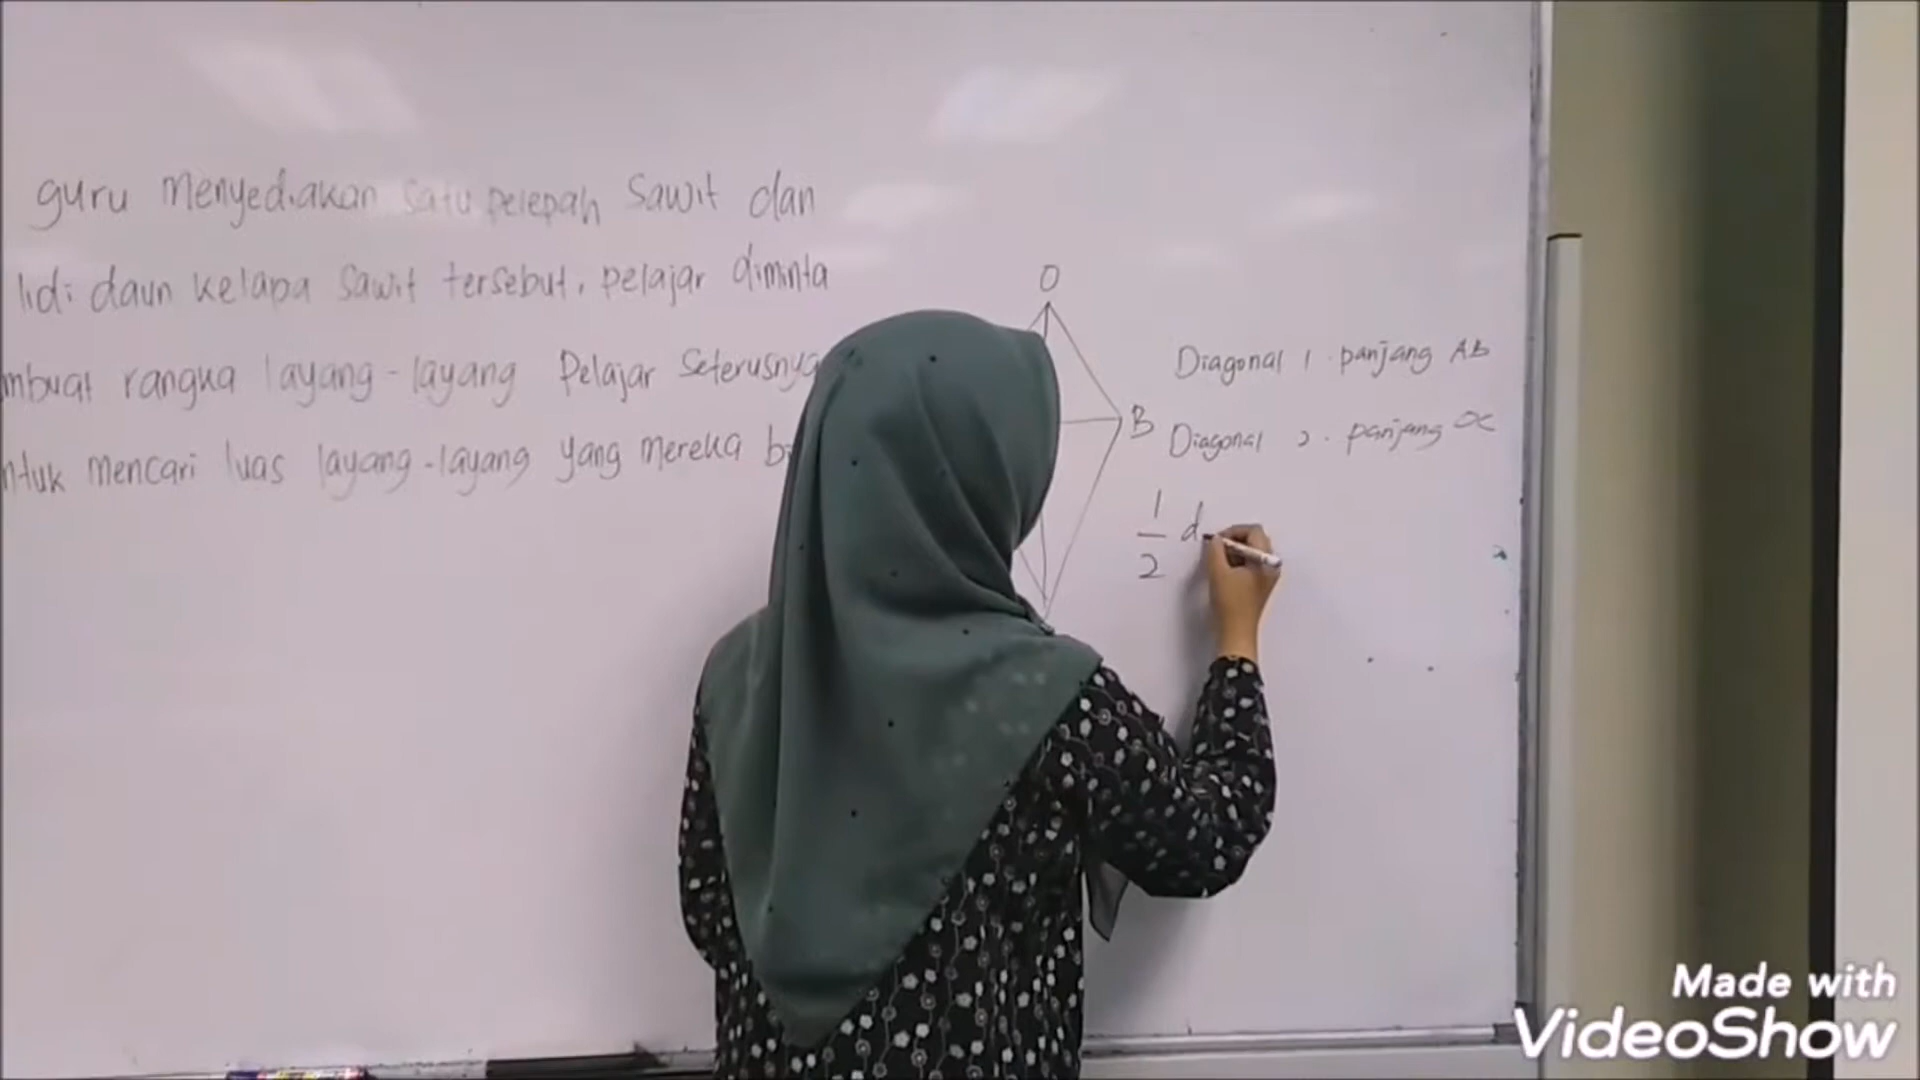 guru menyediakan satu pelepah sawit dan
lidi daun kelapa sawit tersebut. pelajar diminta
mbuat rangka layang-layang Pelajar seterusnya
ntuk mencari luas layang-layang yang mereka b
O
B
Diagonal 1 . panjang AB
Diagonal 2 . panjang OC
1
2 d
Made with
VideoShow